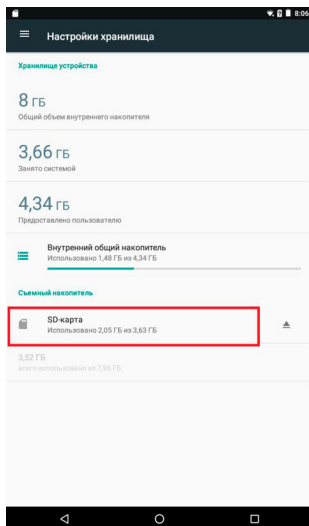 8:06
Настройки хранилища
Хранилище устройства
8 ГБ
Общий объем внутреннего накопителя
3,66 ГБ
Занято системой
4,34 ГБ
Предоставлено пользователю
Внутренний общий накопитель
Использовано 1,48 ГБ из 4,34 ГБ
Съемный накопитель
SD-карта
Использовано 2,05 ГБ из 3,63 ГБ
3,52 ГБ
всего использовано из 7,96 ГБ